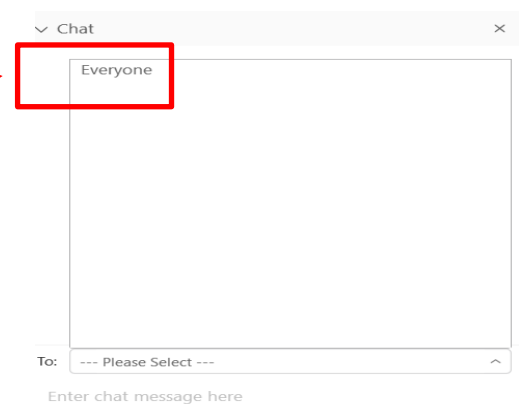 Chat
Everyone
To: --- Please Select ---
Enter chat message here